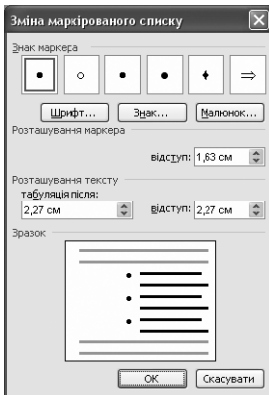 Зміна маркірованого списку
Знак маркера
Шрифт... Знак... Малюнок...
Розташування маркера
відступ: 1,63 см
Розташування тексту
табуляція після:
2,27 см відступ: 2,27 см
Зразок
ОК Скасувати